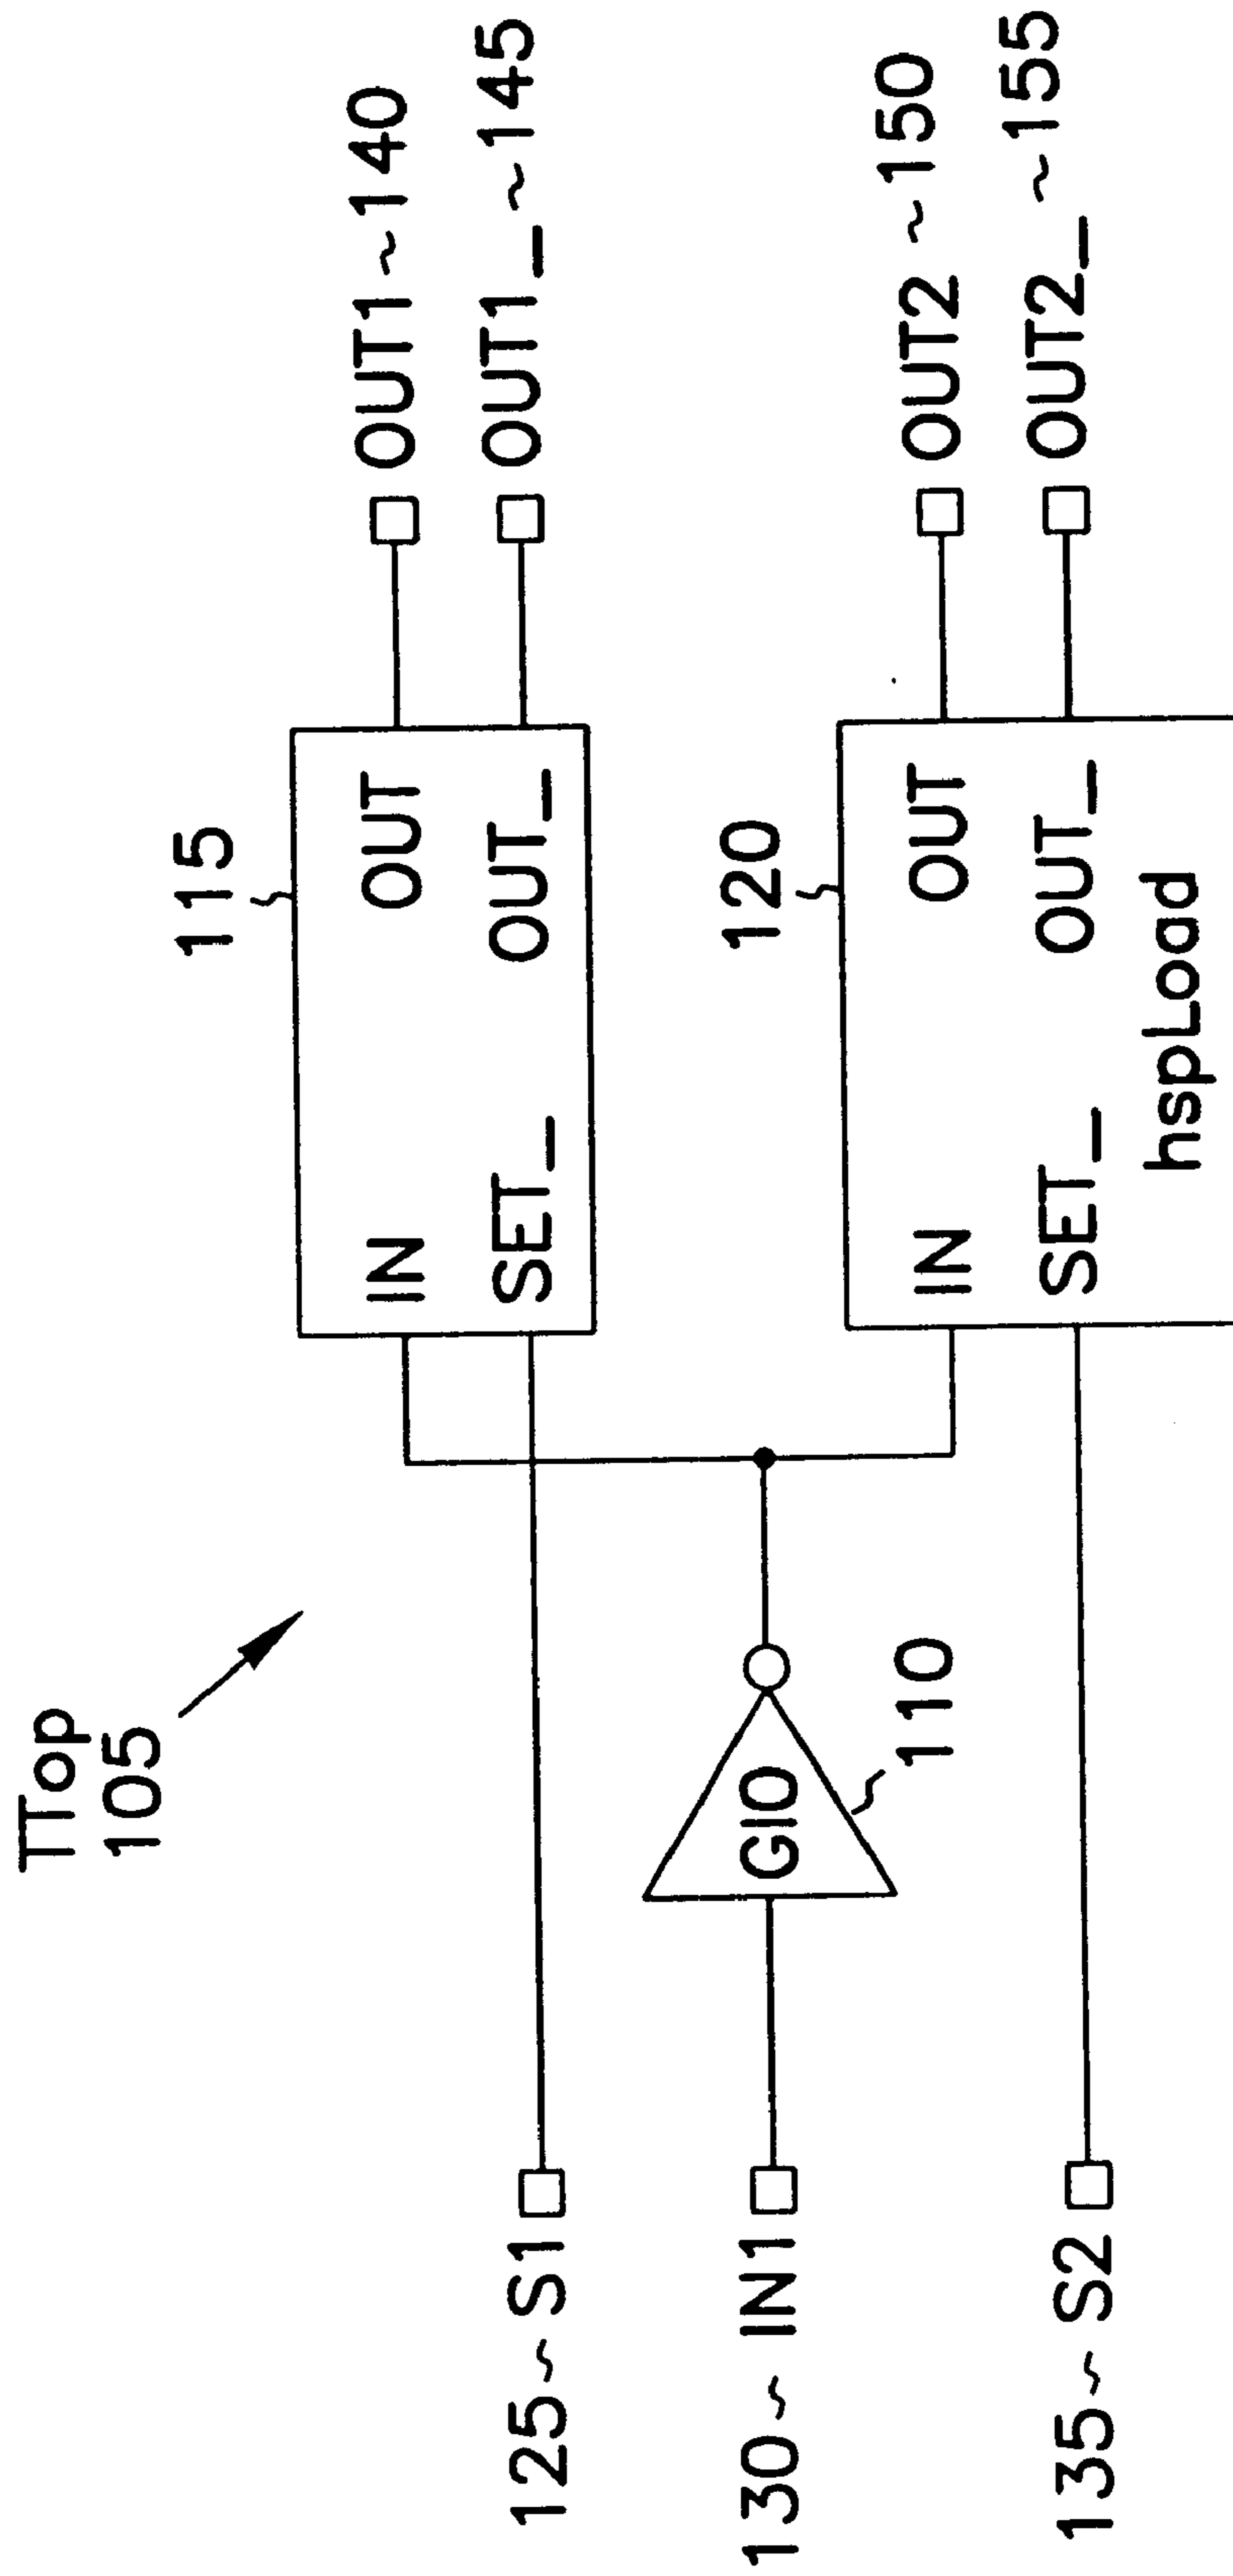 TTop
105
115
IN OUT
SET_ OUT_
OUT1~140
OUT1_~145
125~S1
130~IN1
GIO
110
135~S2
120
IN OUT
SET_ OUT_
hspLoad
OUT2~150
OUT2_~155